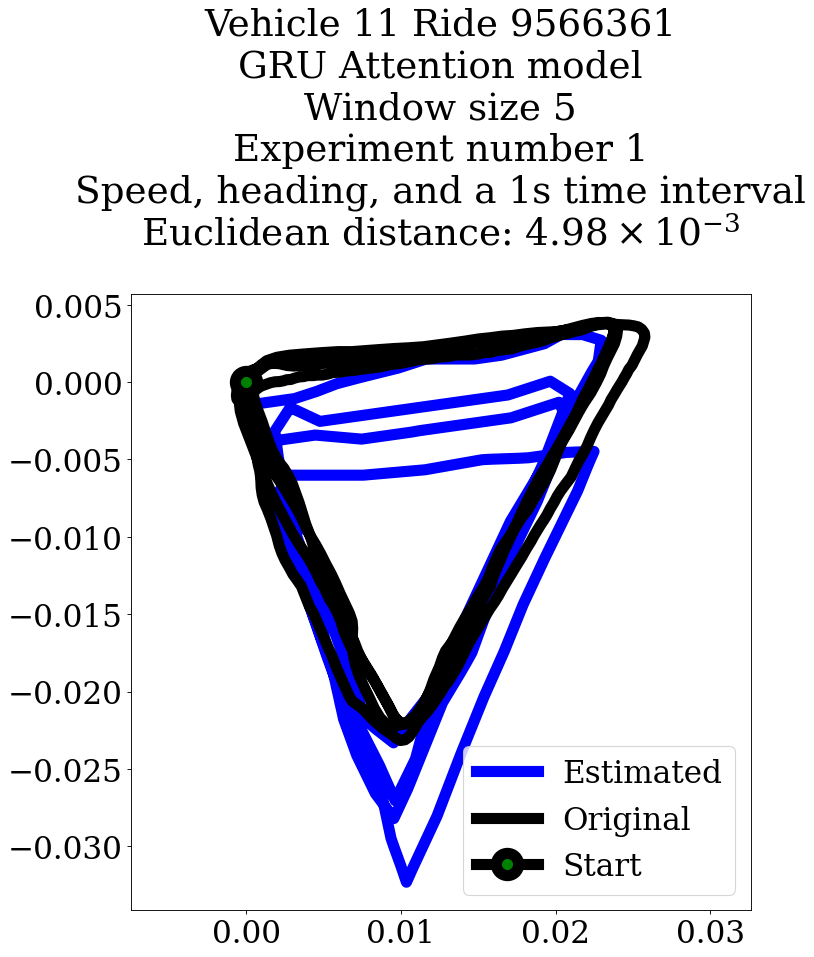 Vehicle 11 Ride 9566361
GRU Attention model
Window size 5
Experiment number 1
Speed, heading, and a 1s time interval
Euclidean distance: 4.98 × 10⁻³
0.005
0.000
−0.005
−0.010
−0.015
−0.020
−0.025
−0.030
Estimated
Original
Start
0.00 0.01 0.02 0.03